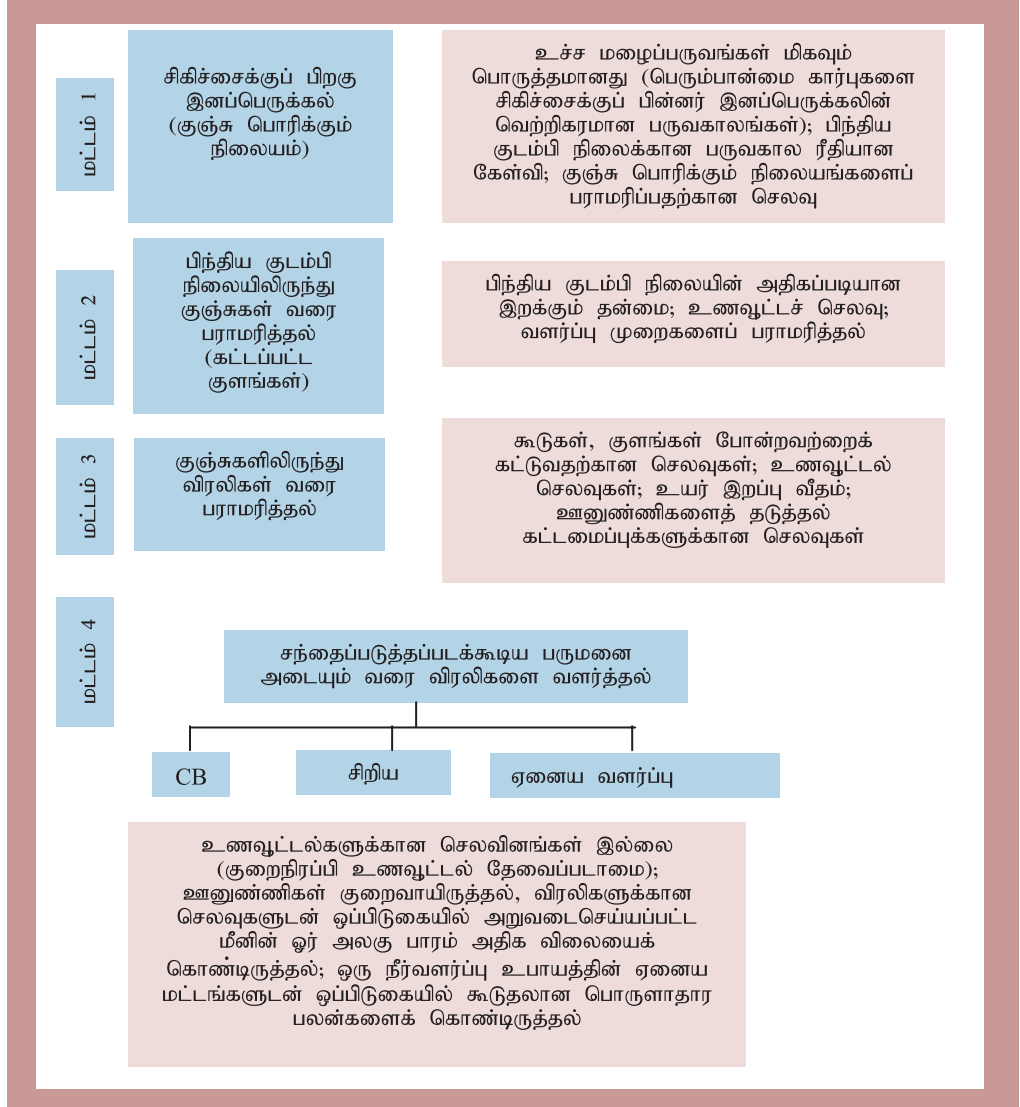 மட்டம் 1
சிகிச்சைக்குப் பிறகு
இனப்பெருக்கல்
(குஞ்சு பொரிக்கும்
நிலையம்)
உச்ச மழைப்பருவங்கள் மிகவும்
பொருத்தமானது (பெரும்பான்மை கார்புகளை
சிகிச்சைக்குப் பின்னர் இனப்பெருக்கலின்
வெற்றிகரமான பருவகாலங்கள்); பிந்திய
குடம்பி நிலைக்கான பருவகால ரீதியான
கேள்வி; குஞ்சு பொரிக்கும் நிலையங்களைப்
பராமரிப்பதற்கான செலவு
மட்டம் 2
பிந்திய குடம்பி
நிலையிலிருந்து
குஞ்சுகள் வரை
பராமரித்தல்
(கட்டப்பட்ட
குளங்கள்)
பிந்திய குடம்பி நிலையின் அதிகப்படியான
இறக்கும் தன்மை; உணவூட்டச் செலவு;
வளர்ப்பு முறைகளைப் பராமரித்தல்
மட்டம் 3
குஞ்சுகளிலிருந்து
விரலிகள் வரை
பராமரித்தல்
கூடுகள், குளங்கள் போன்றவற்றைக்
கட்டுவதற்கான செலவுகள்; உணவூட்டல்
செலவுகள்; உயர் இறப்பு வீதம்;
ஊனுண்ணிகளைத் தடுத்தல்
கட்டமைப்புக்களுக்கான செலவுகள்
மட்டம் 4
சந்தைப்படுத்தப்படக்கூடிய பருமனை
அடையும் வரை விரலிகளை வளர்த்தல்
CB
சிறிய
ஏனைய வளர்ப்பு
உணவூட்டல்களுக்கான செலவினங்கள் இல்லை
(குறைநிரப்பி உணவூட்டல் தேவைப்படாமை);
ஊனுண்ணிகள் குறைவாயிருத்தல், விரலிகளுக்கான
செலவுகளுடன் ஒப்பிடுகையில் அறுவடைசெய்யப்பட்ட
மீனின் ஓர் அலகு பாரம் அதிக விலையைக்
கொண்டிருத்தல்; ஒரு நீர்வளர்ப்பு உபாயத்தின் ஏனைய
மட்டங்களுடன் ஒப்பிடுகையில் கூடுதலான பொருளாதார
பலன்களைக் கொண்டிருத்தல்